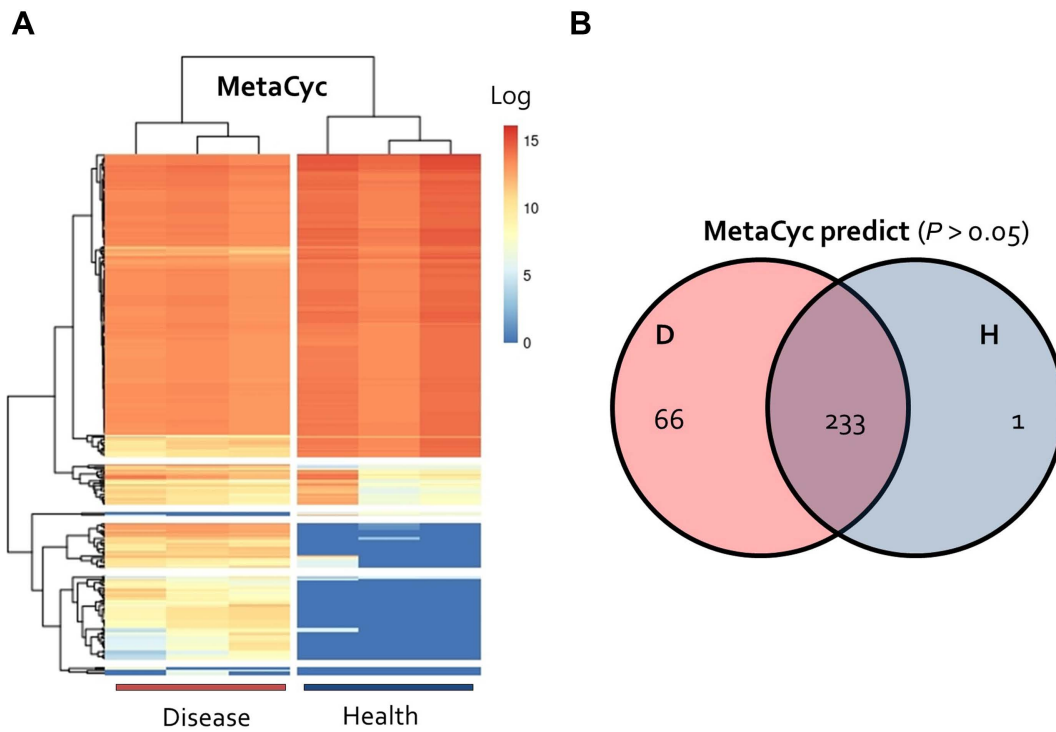 A
B
MetaCyc
Log
15
10
5
0
MetaCyc predict (P > 0.05)
D
H
66
233
1
Disease
Health